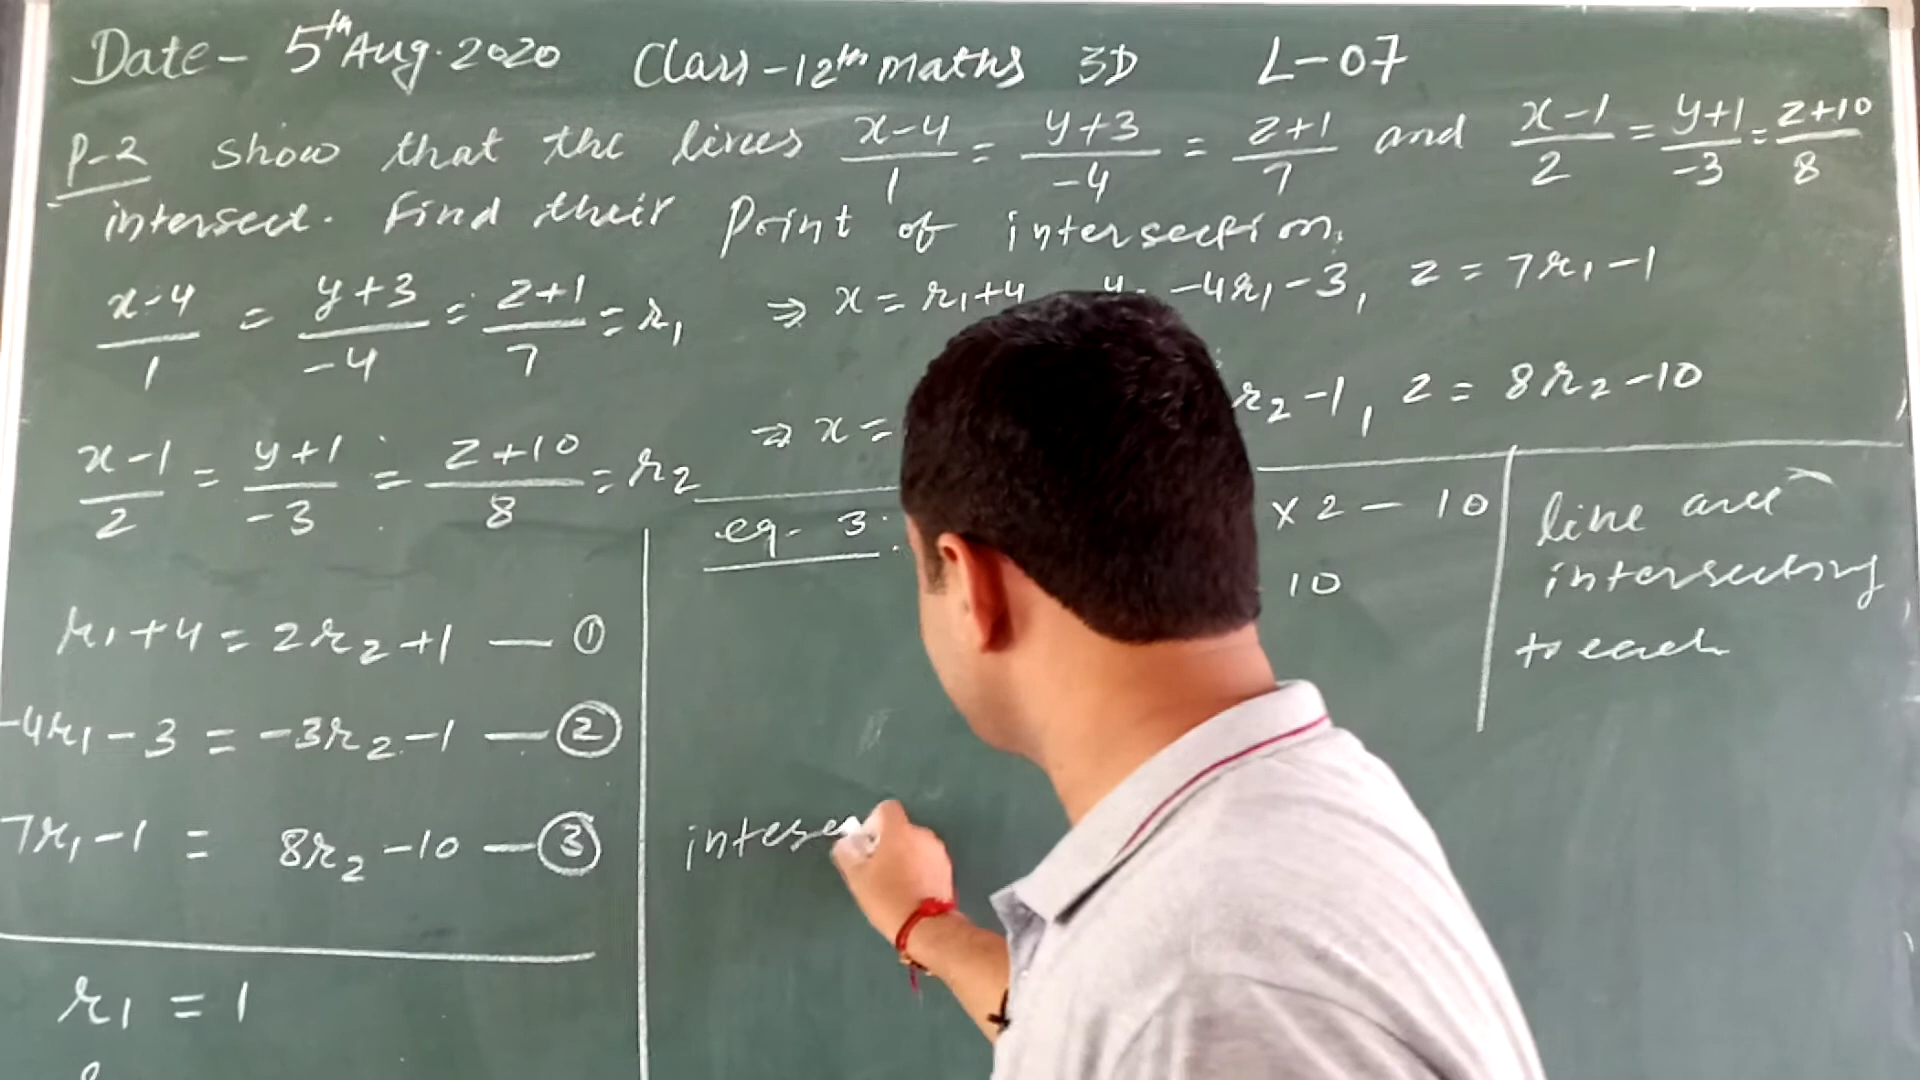 Date - 5th Aug. 2020 Class - 12th maths 3D L-07
P-2 Show that the lines (x-4)/1 = (y+3)/-4 = (z+1)/7 and (x-1)/2 = (y+1)/-3 = (z+10)/8
intersect. Find their Point of intersection.
(x-4)/1 = (y+3)/-4 = (z+1)/7 = r₁ ⇒ x = r₁+4 y -4r₁-3, z = 7r₁-1
(x-1)/2 = (y+1)/-3 = (z+10)/8 = r₂ ⇒ x = r₂-1, z = 8r₂-10
r₁+4 = 2r₂+1 — ①
-4r₁-3 = -3r₂-1 — ②
7r₁-1 = 8r₂-10 — ③
r₁ = 1
eq. 3: x2 - 10
10
intese
line are
intersecting
to each